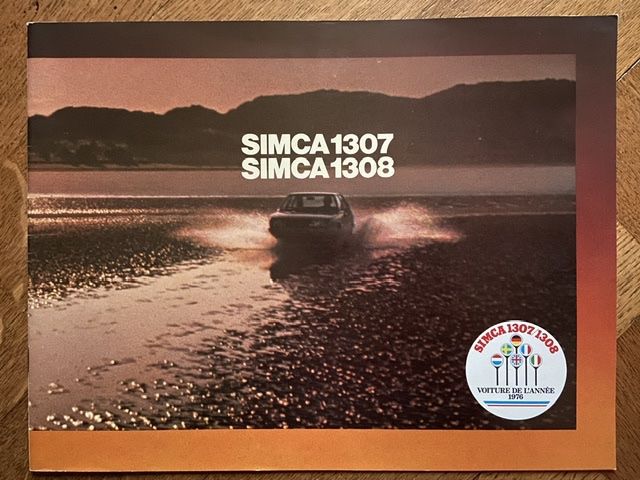 SIMCA 1307
SIMCA 1308
SIMCA 1307/1308
VOITURE DE L'ANNÉE
1976